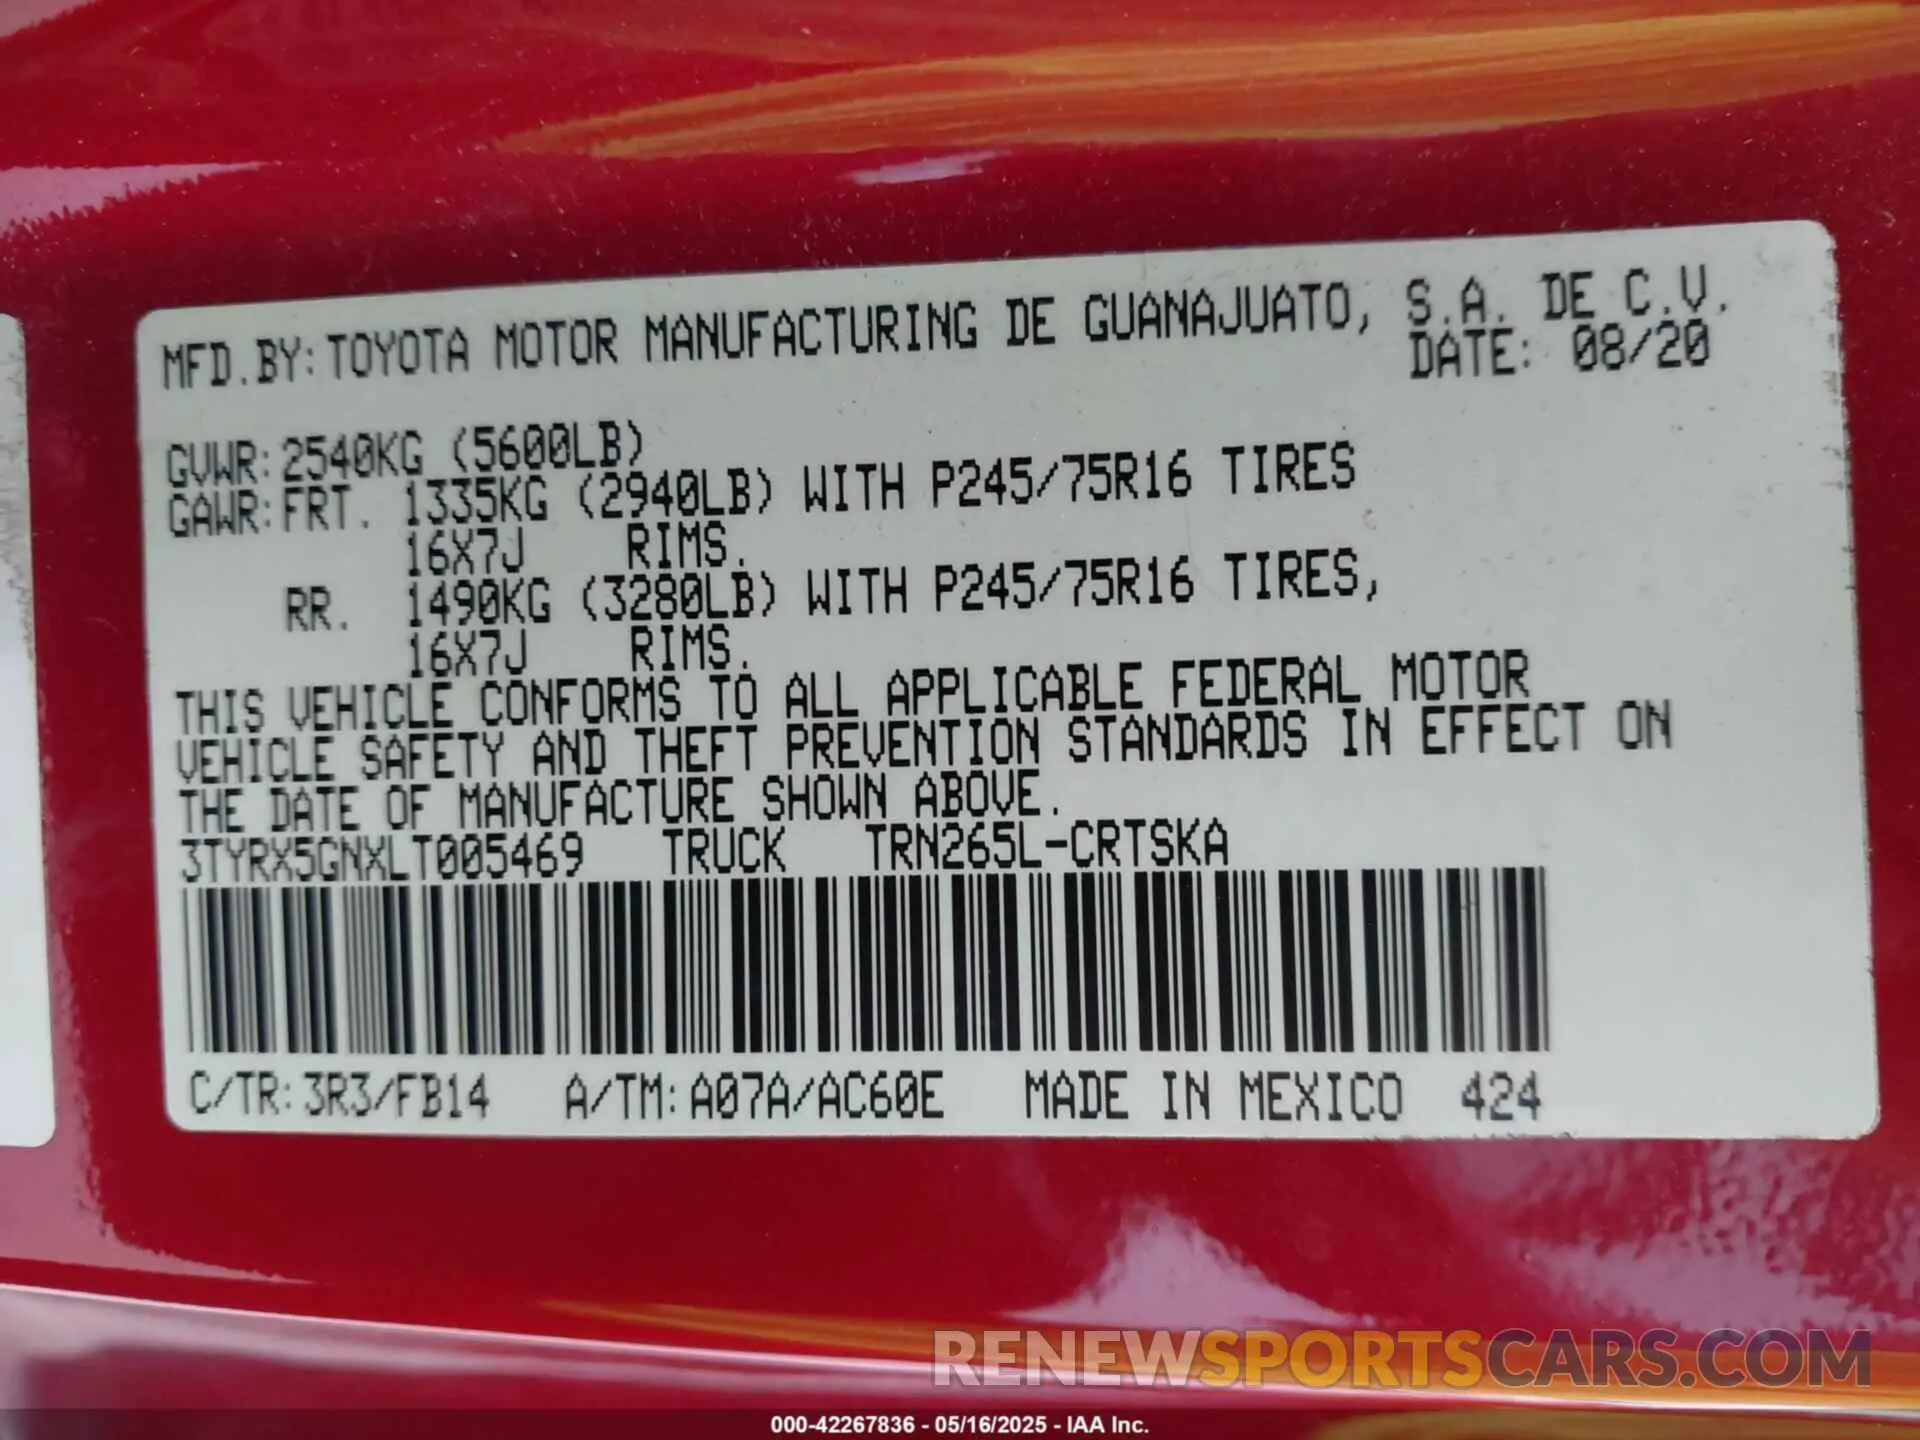 MFD.BY:TOYOTA MOTOR MANUFACTURING DE GUANAJUATO, S.A. DE C.V.
DATE: 08/20
GVWR:2540KG (5600LB)
GAWR:FRT. 1335KG (2940LB) WITH P245/75R16 TIRES
16X7J RIMS.
RR. 1490KG (3280LB) WITH P245/75R16 TIRES,
16X7J RIMS.
THIS VEHICLE CONFORMS TO ALL APPLICABLE FEDERAL MOTOR
VEHICLE SAFETY AND THEFT PREVENTION STANDARDS IN EFFECT ON
THE DATE OF MANUFACTURE SHOWN ABOVE.
3TYRX5GNXLT005469 TRUCK TRN265L-CRTSKA
C/TR:3R3/FB14 A/TM:A07A/AC60E MADE IN MEXICO 424
RENEWSPORTSCARS.COM
000-42267836 - 05/16/2025 - IAA Inc.